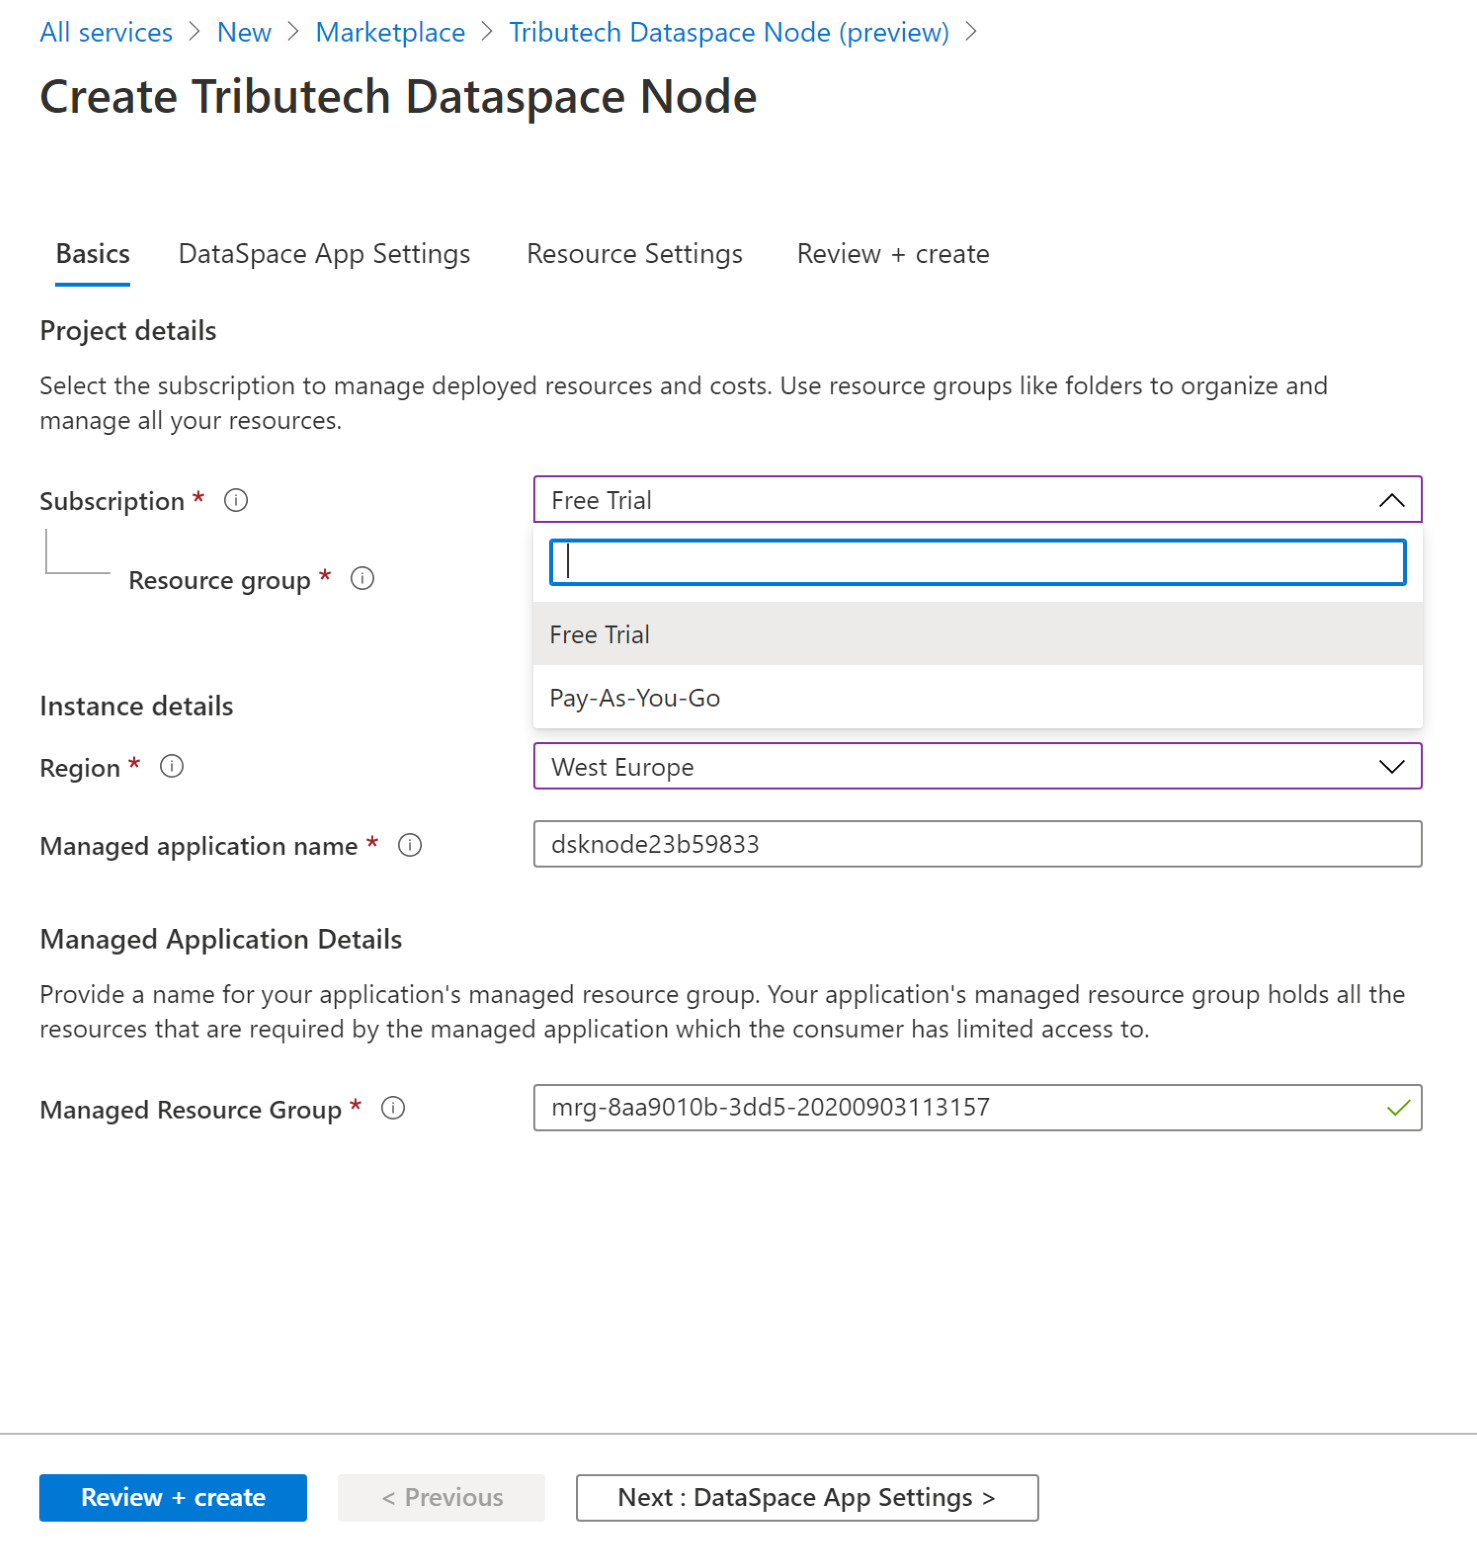 All services > New > Marketplace > Tributech Dataspace Node (preview) >
Create Tributech Dataspace Node
Basics DataSpace App Settings Resource Settings Review + create
Project details
Select the subscription to manage deployed resources and costs. Use resource groups like folders to organize and
manage all your resources.
Subscription * Free Trial
Resource group *
Free Trial
Pay-As-You-Go
Instance details
Region * West Europe
Managed application name * dsknode23b59833
Managed Application Details
Provide a name for your application's managed resource group. Your application's managed resource group holds all the
resources that are required by the managed application which the consumer has limited access to.
Managed Resource Group * mrg-8aa9010b-3dd5-20200903113157
Review + create < Previous Next : DataSpace App Settings >